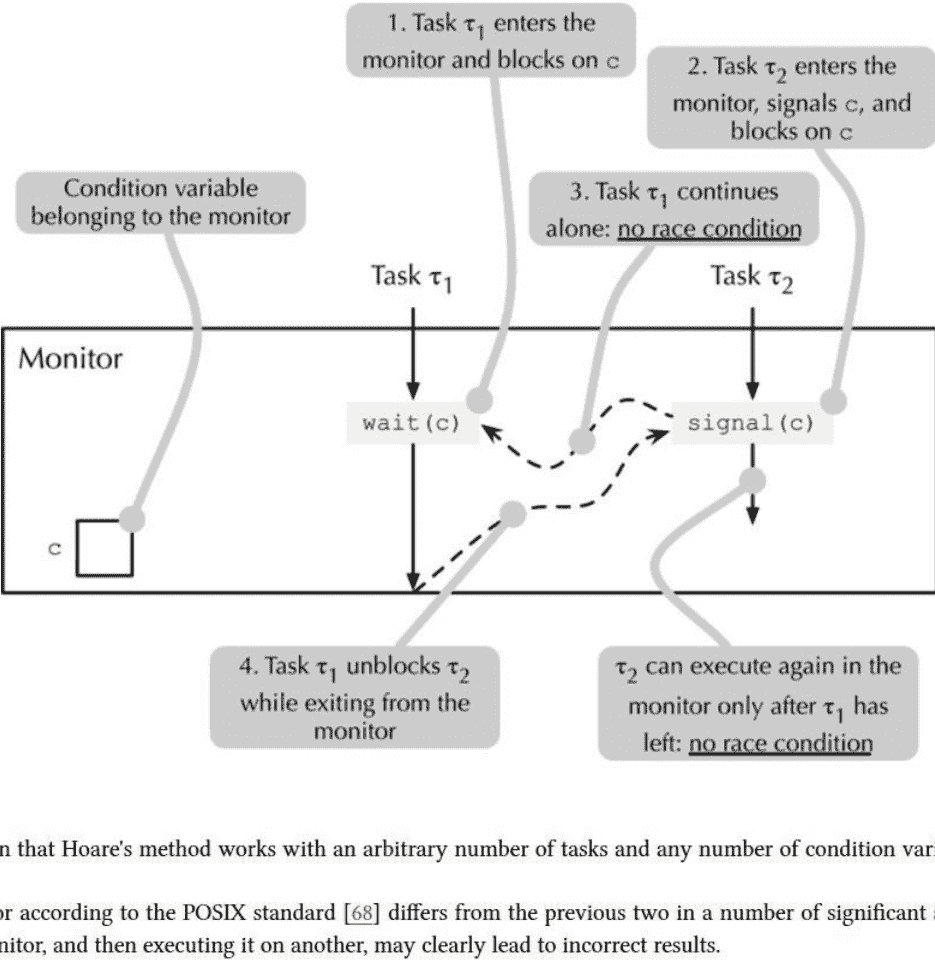 1. Task τ1 enters the
monitor and blocks on c
2. Task τ2 enters the
monitor, signals c, and
blocks on c
Condition variable
belonging to the monitor
3. Task τ1 continues
alone: no race condition
Task τ1
Task τ2
Monitor
wait(c)
signal(c)
c
4. Task τ1 unblocks τ2
while exiting from the
monitor
τ2 can execute again in the
monitor only after τ1 has
left: no race condition
that Hoare's method works with an arbitrary number of tasks and any number of condition
according to the POSIX standard [68] differs from the previous two in a number of significant
and then executing it on another, may clearly lead to incorrect results.